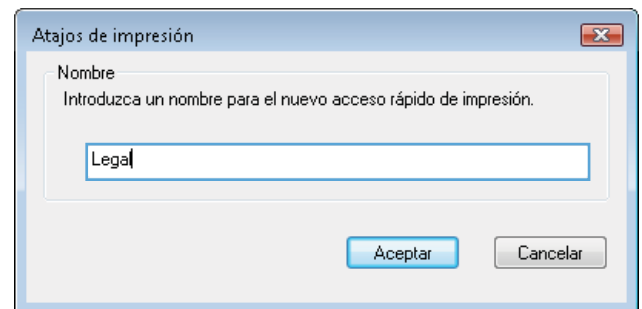 Atajos de impresión
Nombre
Introduzca un nombre para el nuevo acceso rápido de impresión.
Legal
Aceptar
Cancelar